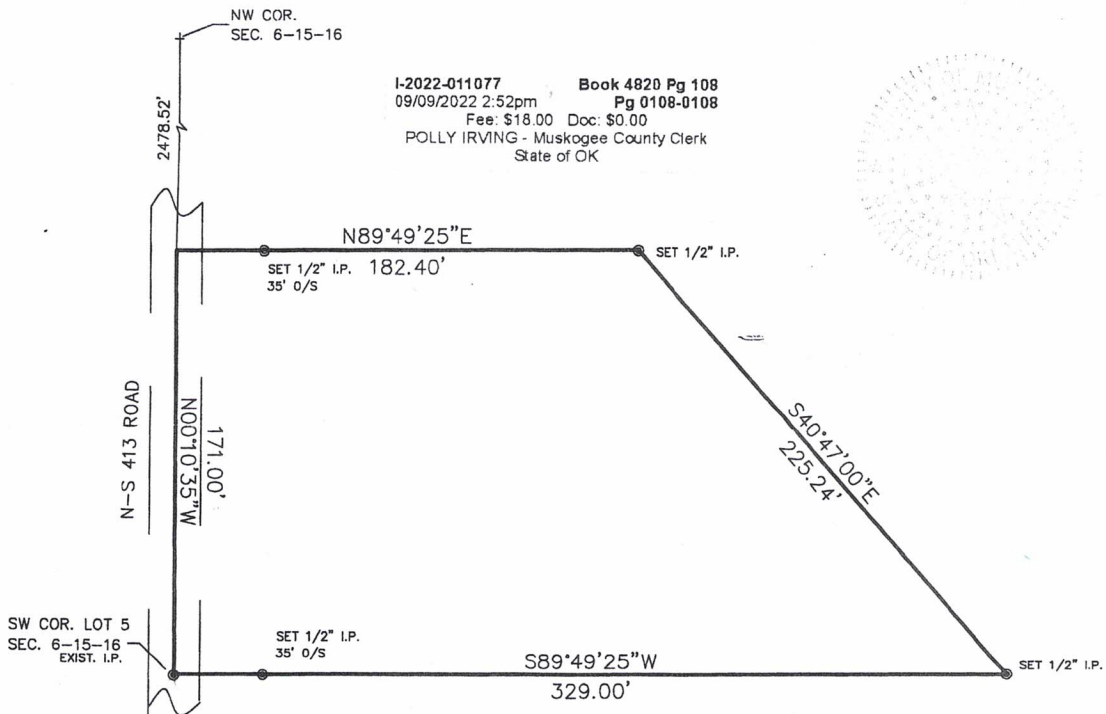 NW COR.
SEC. 6-15-16
2478.52'
I-2022-011077 Book 4820 Pg 108
09/09/2022 2:52pm Pg 0108-0108
Fee: $18.00 Doc: $0.00
POLLY IRVING - Muskogee County Clerk
State of OK
N89°49'25"E
182.40'
SET 1/2" I.P.
35' O/S
SET 1/2" I.P.
N-S 413 ROAD
N00°10'35"W
171.00'
S40°47'00"E
225.24'
SW COR. LOT 5
SEC. 6-15-16
EXIST. I.P.
SET 1/2" I.P.
35' O/S
S89°49'25"W
329.00'
SET 1/2" I.P.